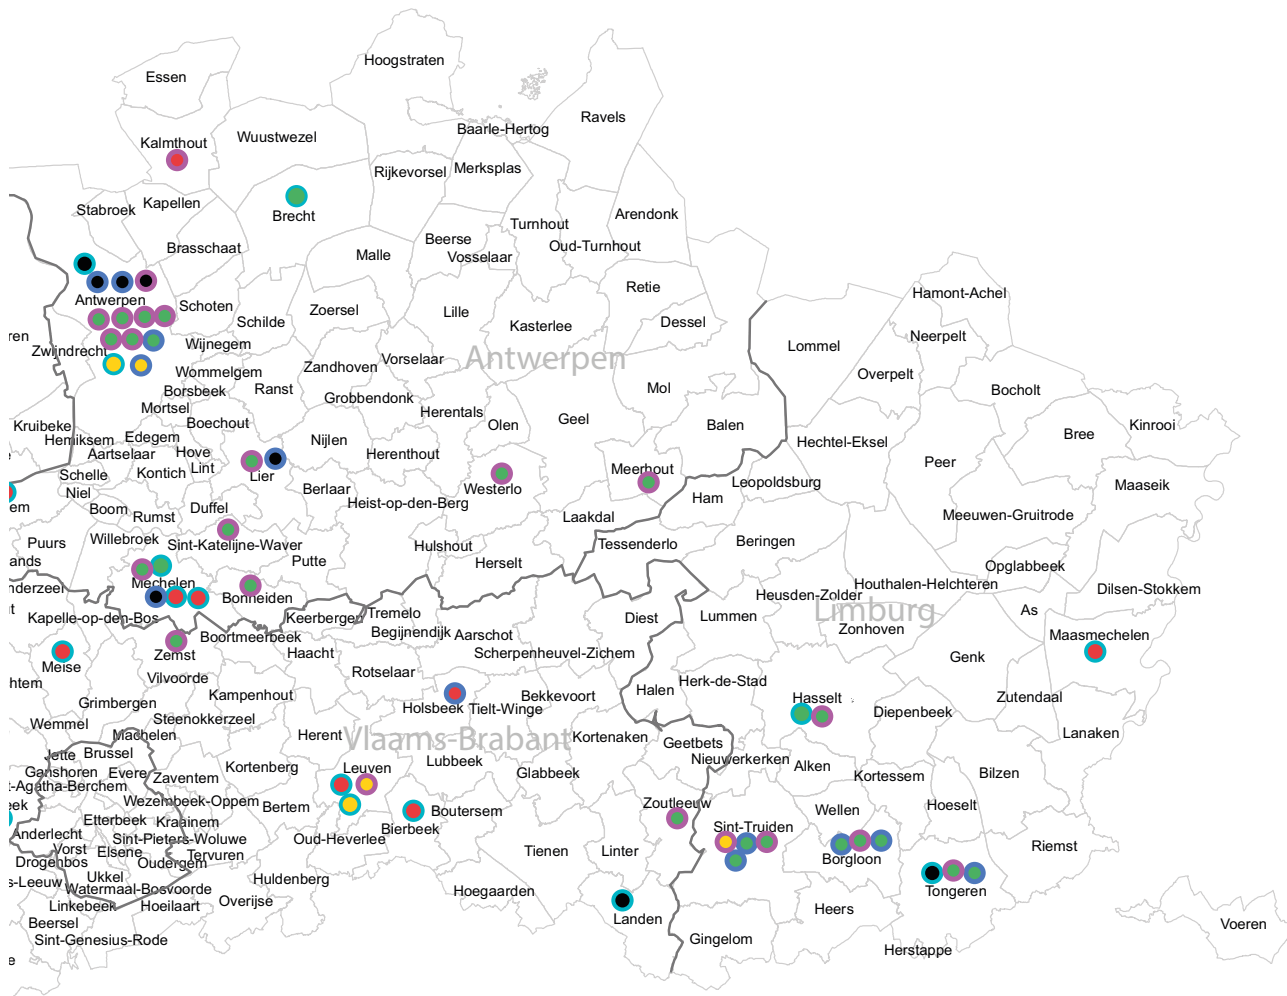 Hoogstraten
Essen
Ravels
Baarle-Hertog
Wuustwezel
Kalmthout
Merksplas
Rijkevorsel
Kapellen
Stabroek
Brecht
Arendonk
Turnhout
Beerse
Oud-Turnhout
Brasschaat
Malle
Vosselaar
Retie
Hamont-Achel
Antwerpen
Schoten
Zoersel
Lille
Schilde
Kasterlee
Dessel
ren
Neerpelt
Wijnegem
Lommel
Zwijndrecht
Antwerpen
Vorselaar
Zandhoven
Wommelgem
Overpelt
Borsbeek
Ranst
Mol
Bocholt
Grobbendonk
Mortsel
Herentals
Boechout
Geel
Kruibeke
Olen
Balen
Kinrooi
Edegem
Hemiksem
Nijlen
Bree
Hechtel-Eksel
Aartselaar
Hove
Herenthout
e
Lint
Peer
Kontich
Schelle
Lier
Meerhout
Leopoldsburg
Maaseik
Niel
Berlaar
Westerlo
Ham
em
Boom
Duffel
Heist-op-den-Berg
Rumst
Laakdal
Meeuwen-Gruitrode
Willebroek
Puurs
Sint-Katelijne-Waver
Hulshout
Tessenderlo
Beringen
ands
Putte
Herselt
Opglabbeek
Mechelen
nderzeel
Houthalen-Helchteren
Dilsen-Stokkem
Bonneiden
Heusden-Zolder
t
Kapelle-op-den-Bos
Keerbergen
Tremelo
Diest
Lummen
Limburg
As
Begijnendijk
Aarschot
Zonhoven
Boortmeerbeek
Maasmechelen
Zemst
Haacht
Scherpenheuvel-Zichem
Genk
Meise
Rotselaar
Vilvoorde
chtem
Herk-de-Stad
Halen
Kampenhout
Bekkevoort
Hasselt
Zutendaal
Grimbergen
Holsbeek
Tielt-Winge
Diepenbeek
Steenokkerzeel
Wemmel
Machelen
Herent
Vlaams-Brabant
Kortenaken
Geetbets
Lanaken
Jette
Brussel
Nieuwerkerken
Lubbeek
Alken
Leuven
Kortenberg
Ganshoren
Evere
Zaventem
Glabbeek
Kortessem
Bilzen
t-Agatha-Berchem
Wezembeek-Oppem
Bertem
Zoutleeuw
Hoeselt
eek
Wellen
Boutersem
Etterbeek
Kraainem
Sint-Truiden
Bierbeek
Anderlecht
Sint-Pieters-Woluwe
Oud-Heverlee
Vorst
Elsene
Tervuren
Tienen
Linter
Riemst
Drogenbos
Oudergem
Borgloon
Ukkel
s-Leeuw
Huldenberg
Watermaal-Bosvoorde
Hoegaarden
Tongeren
Linkebeek
Hoeilaart
Overijse
Heers
Beersel
Landen
Voeren
Sint-Genesius-Rode
Gingelom
Herstappe
e